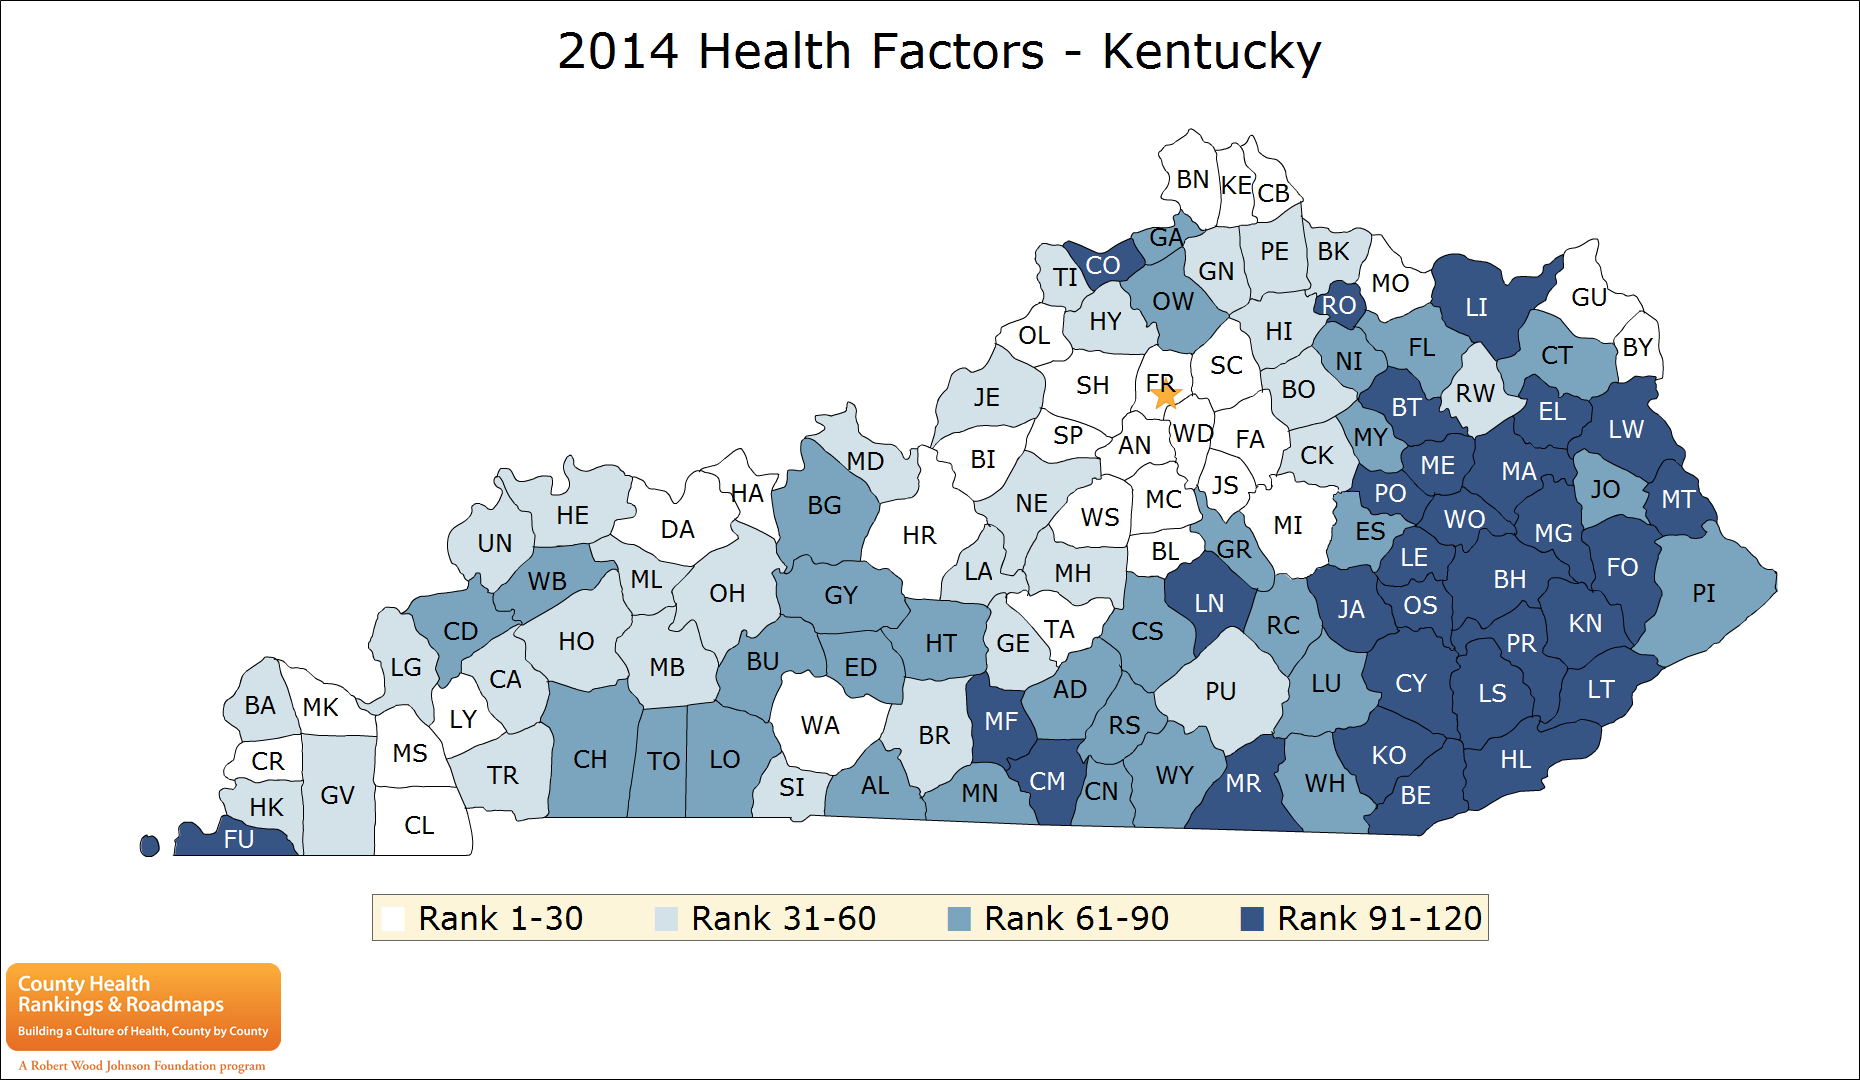 2014 Health Factors - Kentucky
BN
KE
CB
GA
CO
TI
GN
PE
BK
MO
OW
RO
LI
GU
HY
OL
HI
NI
FL
CT
BY
SH
FR
SC
BO
JE
RW
BT
EL
SP
AN
WD
FA
MY
LW
BI
MD
CK
ME
MA
HA
NE
MC
JS
PO
JO
MT
BG
HE
DA
WS
MI
WO
HR
UN
BL
GR
ES
MG
WB
ML
LA
MH
LE
FO
OH
GY
BH
PI
LN
JA
OS
CD
TA
CS
RC
KN
HO
HT
GE
PR
LG
MB
BU
ED
CA
AD
PU
LU
CY
LS
LT
BA
MK
LY
WA
MF
RS
BR
CR
MS
CH
TO
LO
KO
HL
TR
SI
AL
MN
CM
CN
WY
MR
WH
BE
HK
GV
CL
FU
Rank 1-30
Rank 31-60
Rank 61-90
Rank 91-120
County Health
Rankings & Roadmaps
Building a Culture of Health, County by County
A Robert Wood Johnson Foundation program